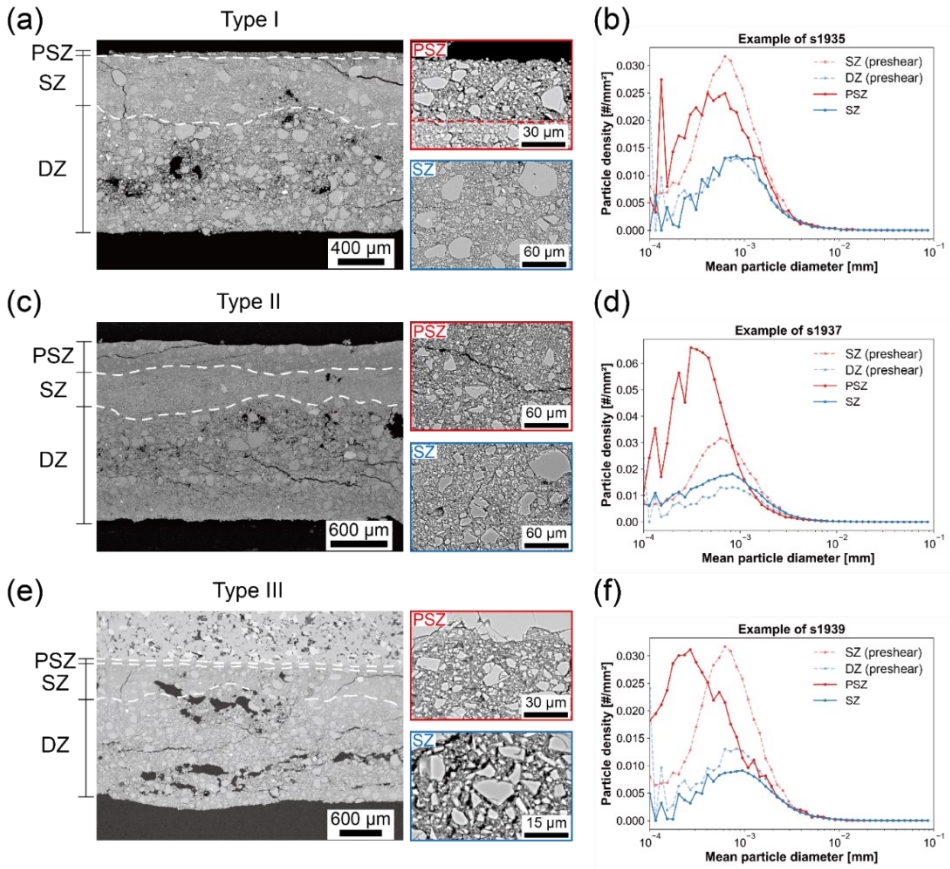 (a)
Type I
PSZ
SZ
DZ
400 µm
PSZ
30 µm
SZ
60 µm
(b)
Example of s1935
Particle density [#/mm²]
0.030
0.025
0.020
0.015
0.010
0.005
0.000
SZ (preshear)
DZ (preshear)
PSZ
SZ
10⁻⁴
10⁻³
10⁻²
10⁻¹
Mean particle diameter [mm]
(c)
Type II
PSZ
SZ
DZ
600 µm
PSZ
60 µm
SZ
60 µm
(d)
Example of s1937
Particle density [#/mm²]
0.06
0.05
0.04
0.03
0.02
0.01
0.00
SZ (preshear)
DZ (preshear)
PSZ
SZ
10⁻⁴
10⁻³
10⁻²
10⁻¹
Mean particle diameter [mm]
(e)
Type III
PSZ
SZ
DZ
600 µm
PSZ
30 µm
SZ
15 µm
(f)
Example of s1939
Particle density [#/mm²]
0.030
0.025
0.020
0.015
0.010
0.005
0.000
SZ (preshear)
DZ (preshear)
PSZ
SZ
10⁻⁴
10⁻³
10⁻²
10⁻¹
Mean particle diameter [mm]